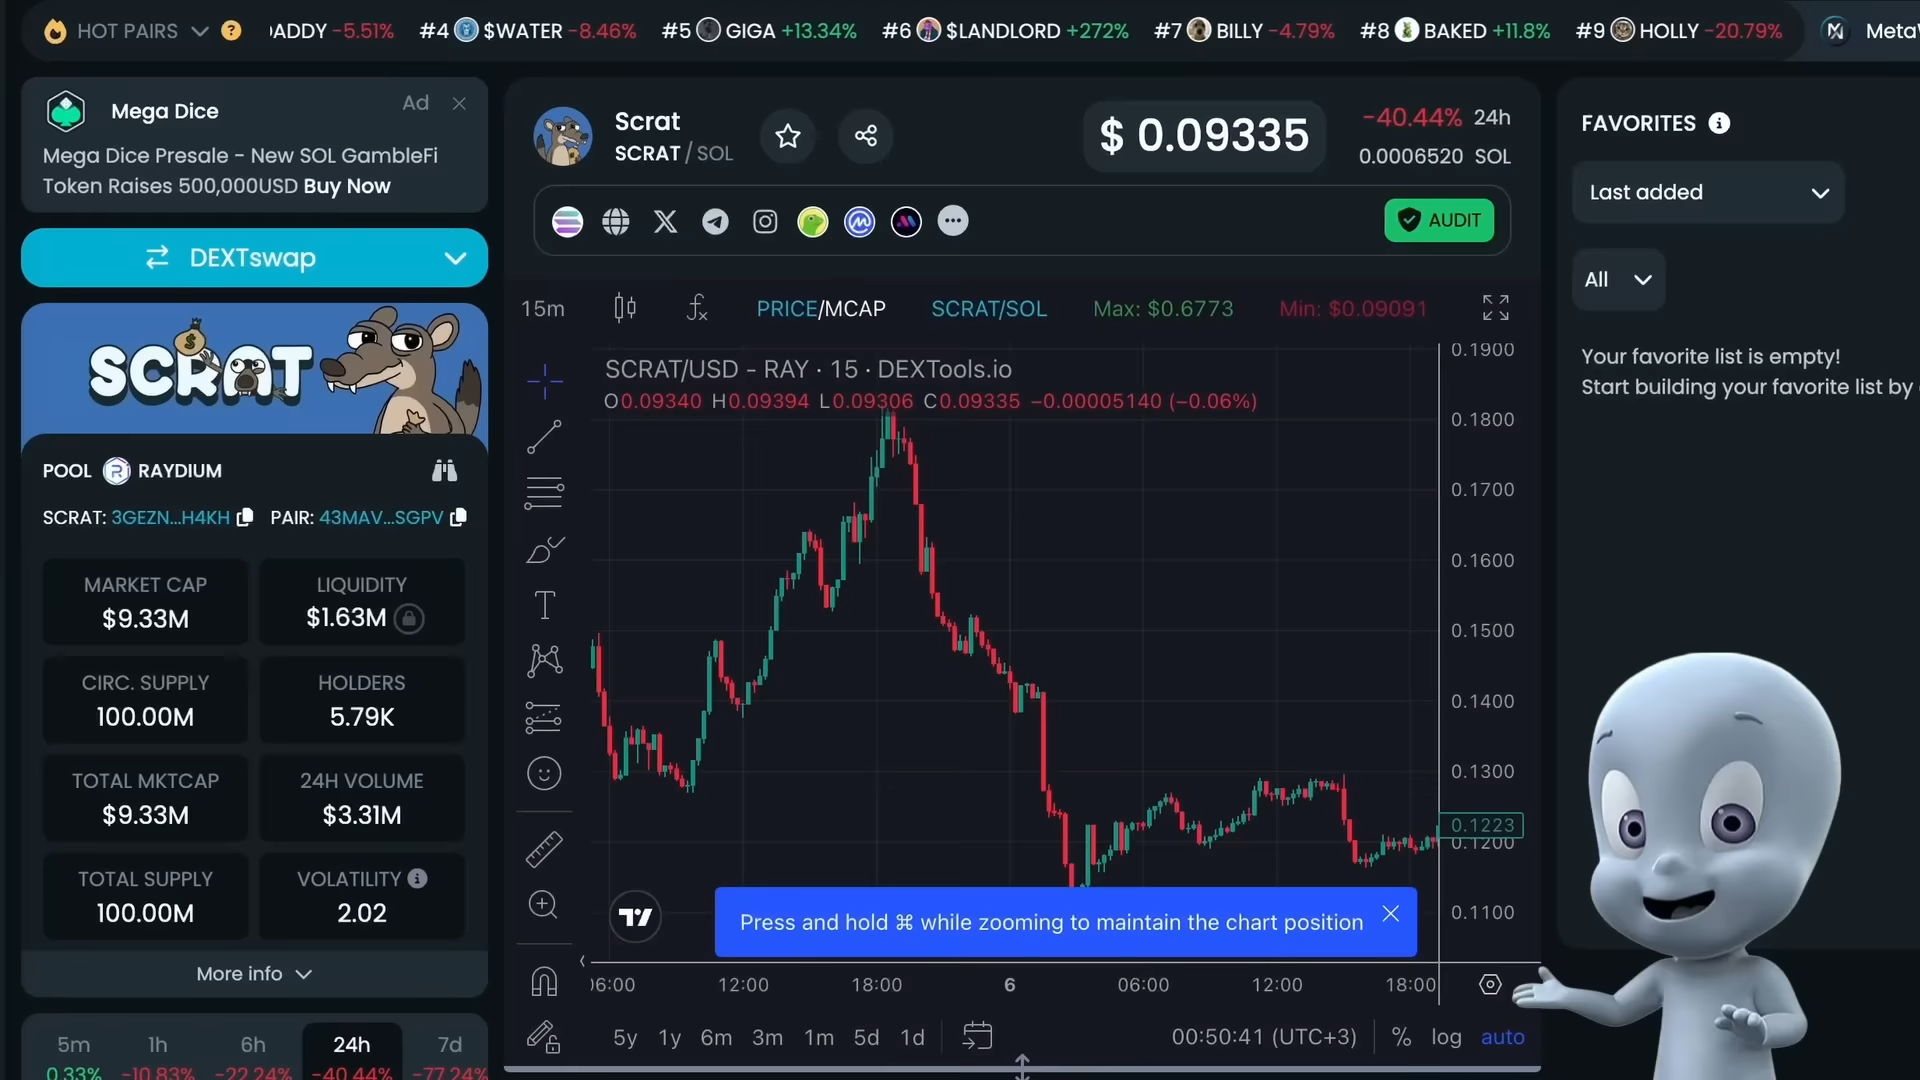 HOT PAIRS ? ADDY -5.51% #4 $WATER -8.46% #5 GIGA +13.34% #6 $LANDLORD +272% #7 BILLY -4.79% #8 BAKED +11.8% #9 HOLLY -20.79% Meta
Mega Dice
Ad
Mega Dice Presale - New SOL GambleFi
Token Raises 500,000USD Buy Now
DEXTswap
SCRAT
POOL RAYDIUM
SCRAT: 3GEZN...H4KH PAIR: 43MAV...SGPV
MARKET CAP
$9.33M
LIQUIDITY
$1.63M
CIRC. SUPPLY
100.00M
HOLDERS
5.79K
TOTAL MKTCAP
$9.33M
24H VOLUME
$3.31M
TOTAL SUPPLY
100.00M
VOLATILITY
2.02
More info
5m 1h 6h 24h 7d
0.33% -10.83% -22.24% -40.44% -77.24%
Scrat
SCRAT / SOL
$ 0.09335
-40.44% 24h
0.0006520 SOL
AUDIT
15m PRICE/MCAP SCRAT/SOL Max: $0.6773 Min: $0.09091
SCRAT/USD - RAY · 15 · DEXTools.io
O0.09340 H0.09394 L0.09306 C0.09335 -0.00005140 (-0.06%)
0.1900
0.1800
0.1700
0.1600
0.1500
0.1400
0.1300
0.1223
0.1200
0.1100
Press and hold ⌘ while zooming to maintain the chart position
06:00 12:00 18:00 6 06:00 12:00 18:00
5y 1y 6m 3m 1m 5d 1d 00:50:41 (UTC+3) % log auto
FAVORITES
Last added
All
Your favorite list is empty!
Start building your favorite list by